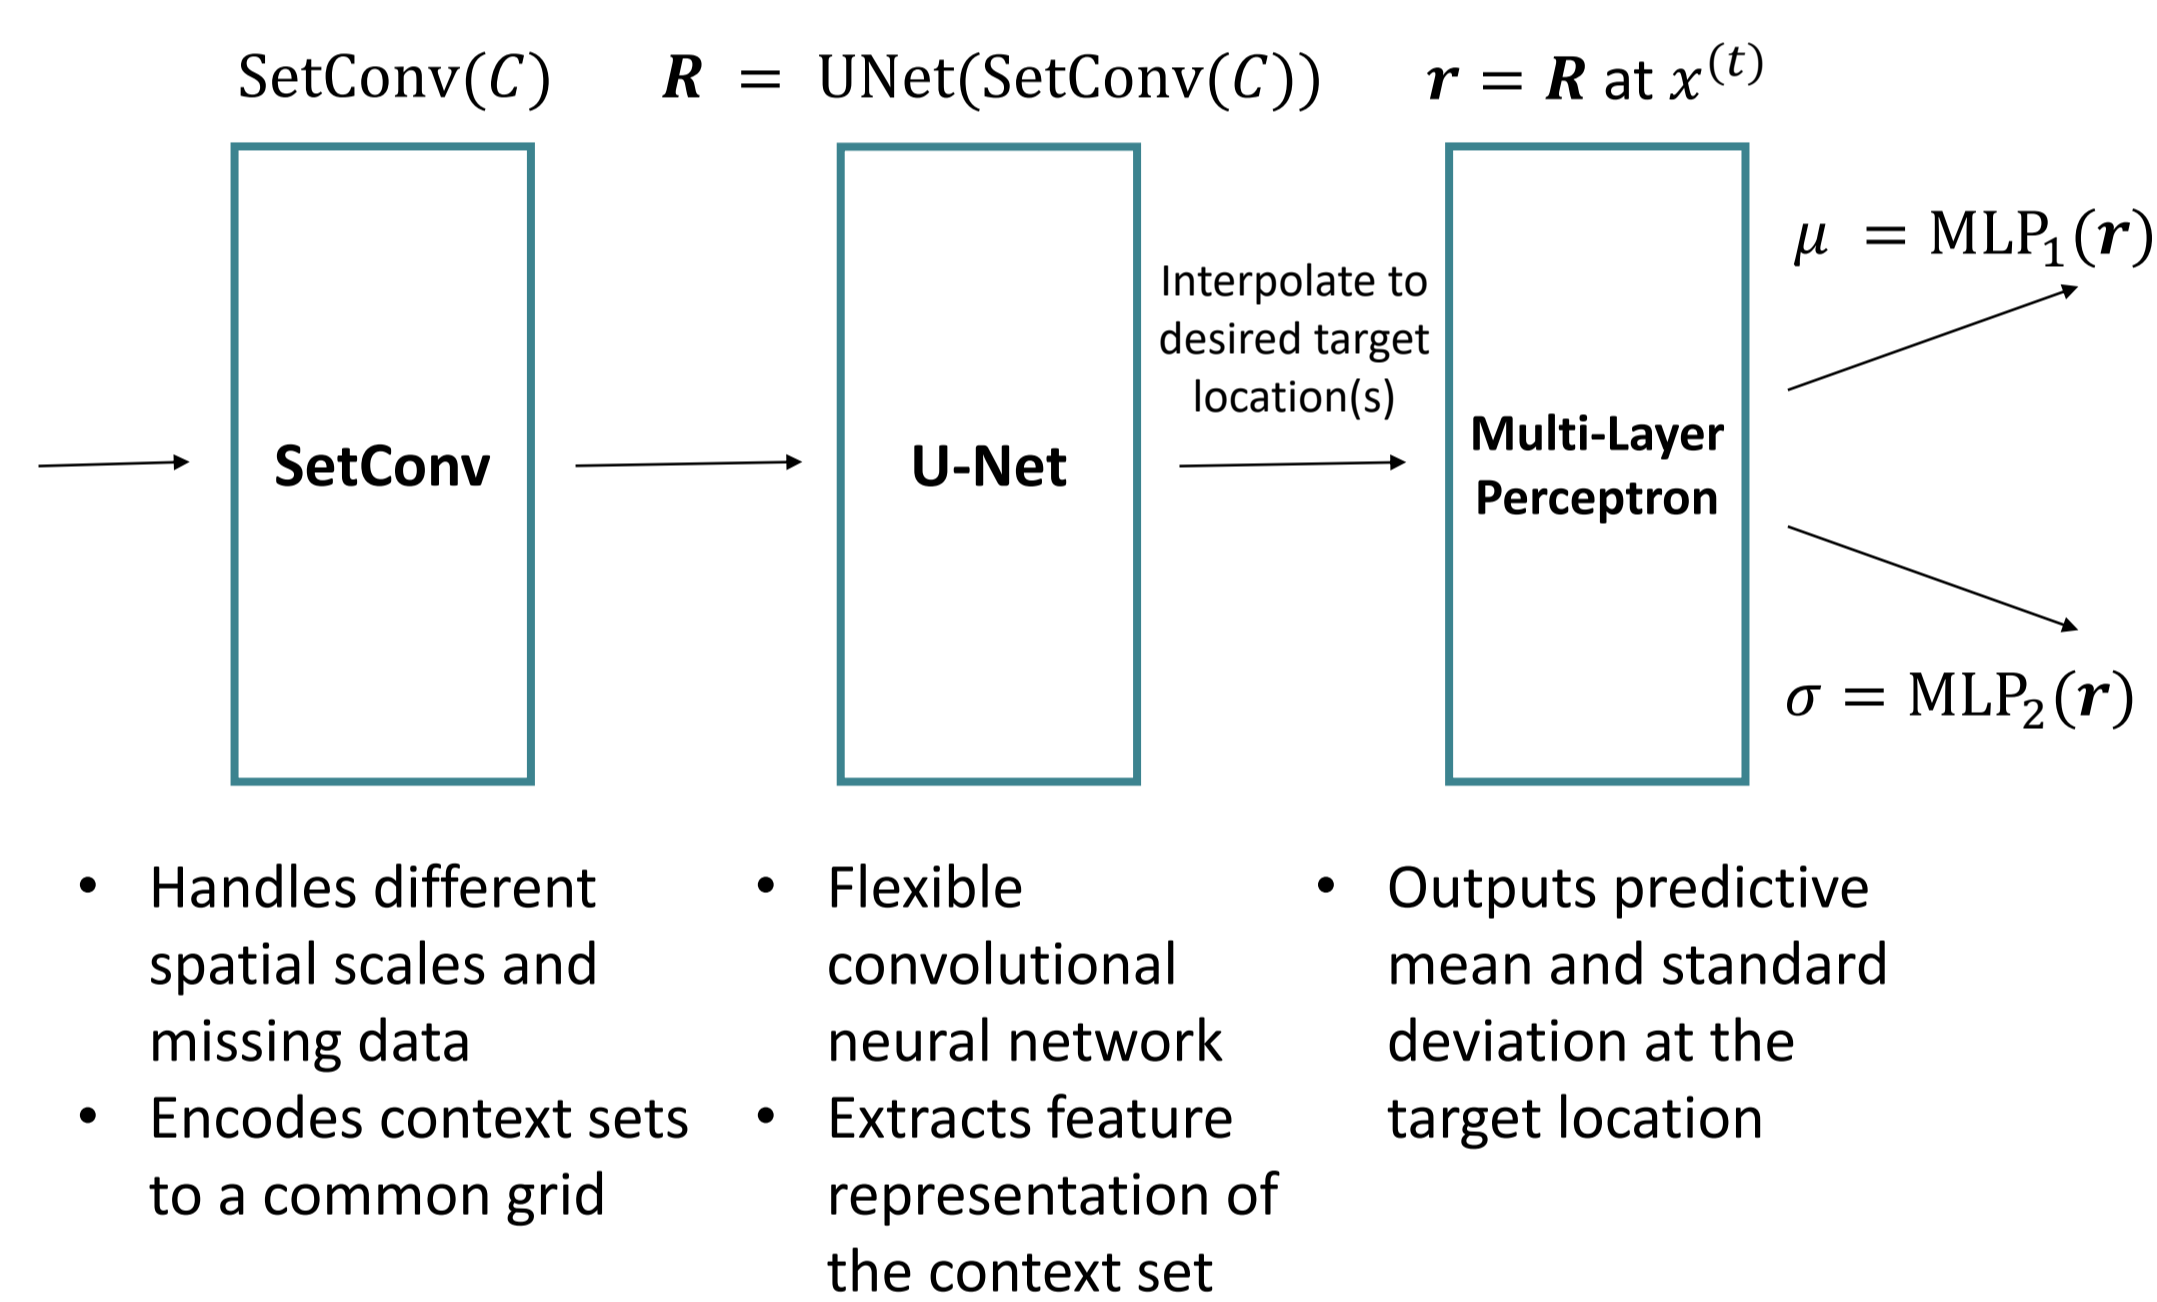 SetConv(C)
R = UNet(SetConv(C))
r = R at x^(t)
SetConv
U-Net
Interpolate to
desired target
location(s)
Multi-Layer
Perceptron
μ = MLP₁(r)
σ = MLP₂(r)
• Handles different
spatial scales and
missing data
• Encodes context sets
to a common grid
• Flexible
convolutional
neural network
• Extracts feature
representation of
the context set
• Outputs predictive
mean and standard
deviation at the
target location